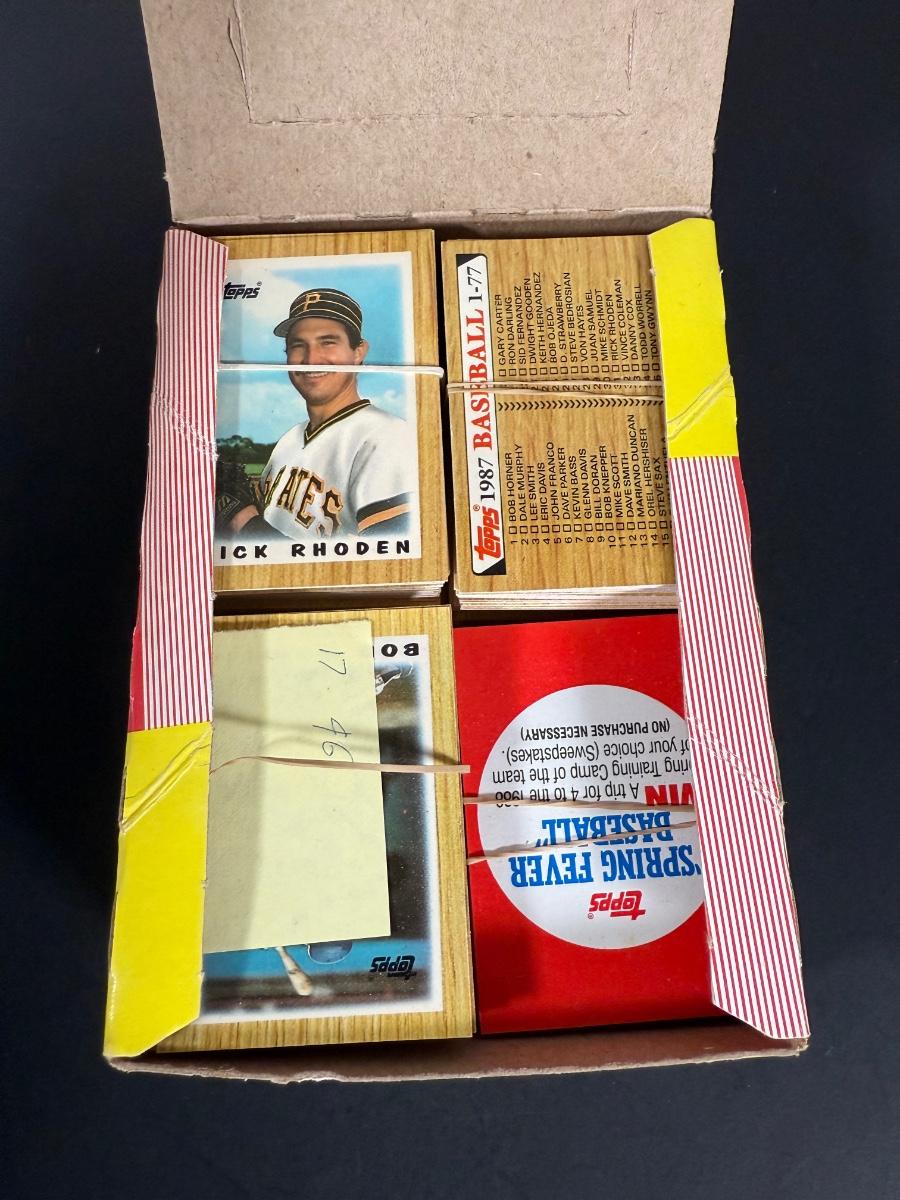 topps®
P
ICK RHODEN
topps® 1987 BASEBALL 1-77
1 BOB HORNER
2 DALE MURPHY
3 LEE SMITH
4 ERIC DAVIS
5 JOHN FRANCO
6 DAVE PARKER
7 KEVIN BASS
8 GLENN DAVIS
9 BILL DORAN
10 BOB KNEPPER
11 MIKE SCOTT
12 DAVE SMITH
13 MARIANO DUNCAN
14 OREL HERSHISER
15 STEVE SAX
GARY CARTER
RON DARLING
SID FERNANDEZ
DWIGHT GOODEN
KEITH HERNANDEZ
BOB OJEDA
D. STRAWBERRY
STEVE BEDROSIAN
VON HAYES
JUAN SAMUEL
MIKE SCHMIDT
RICK RHODEN
VINCE COLEMAN
DANNY COX
TODD WORRELL
TONY GWYNN
17 46
BO
topps
topps®
"SPRING FEVER
BASEBALL"
WIN
A trip for 4 to the 1988
pring Training Camp of the team
of your choice (Sweepstakes).
(NO PURCHASE NECESSARY)